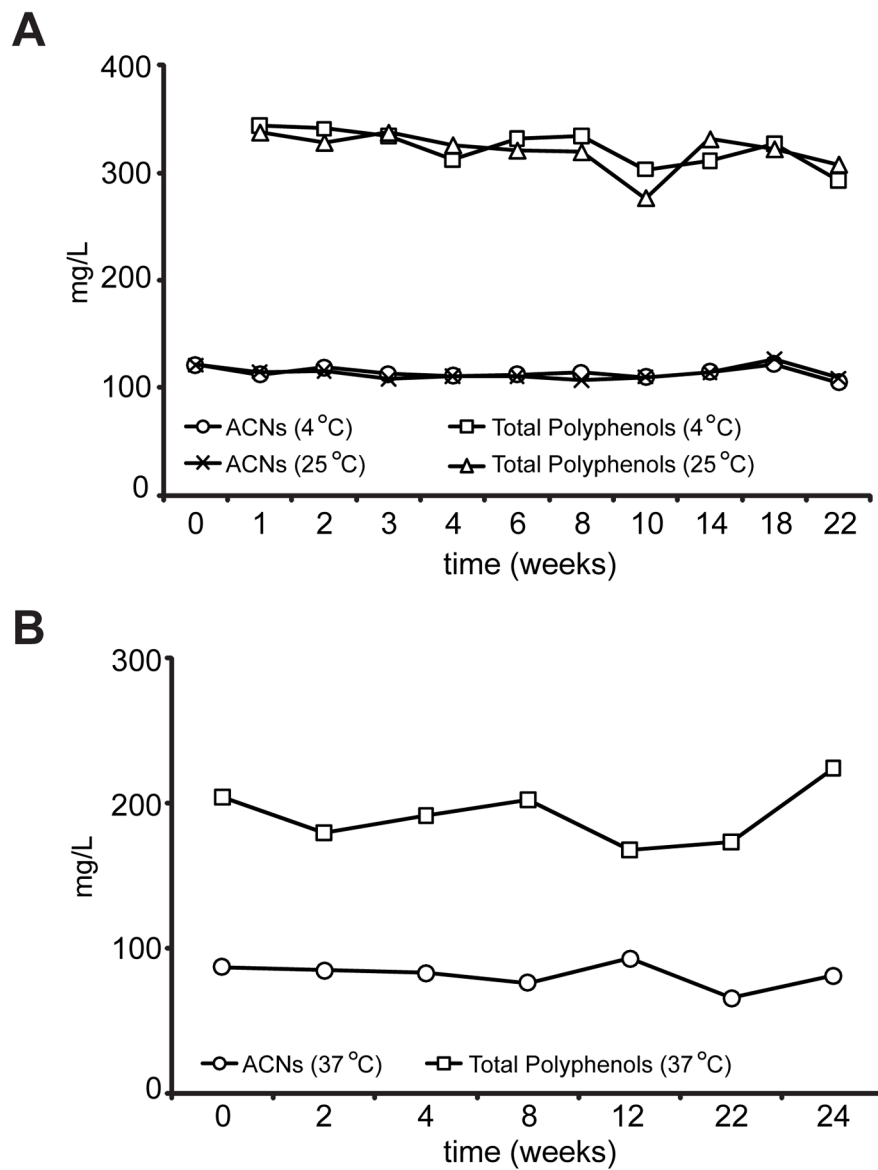 A
400
300
200
100
0
mg/L
ACNs (4 °C) Total Polyphenols (4 °C)
ACNs (25 °C) Total Polyphenols (25 °C)
0 1 2 3 4 6 8 10 14 18 22
time (weeks)
B
300
200
100
0
mg/L
ACNs (37 °C) Total Polyphenols (37 °C)
0 2 4 8 12 22 24
time (weeks)